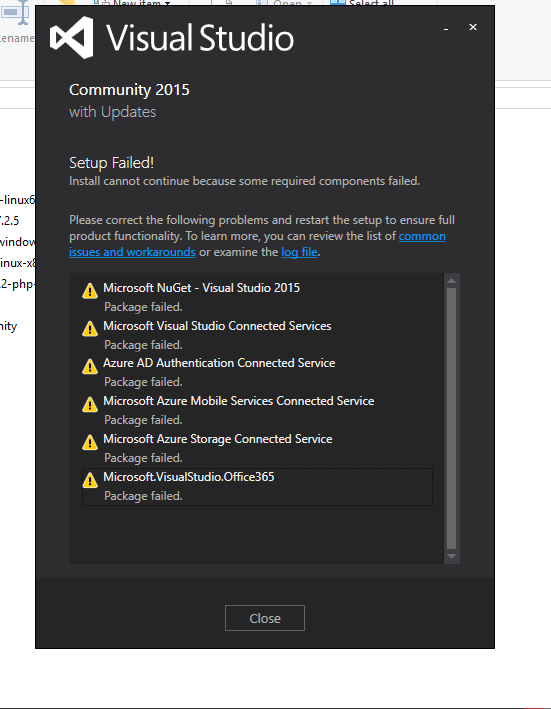 New item
Open
Select all
ename
Visual Studio
Community 2015
with Updates
Setup Failed!
Install cannot continue because some required components failed.
-linux6
Please correct the following problems and restart the setup to ensure full
7.2.5
product functionality. To learn more, you can review the list of common
window
issues and workarounds or examine the log file.
inux-x8
.2-php-
Microsoft NuGet - Visual Studio 2015
Package failed.
nity
Microsoft Visual Studio Connected Services
Package failed.
Azure AD Authentication Connected Service
Package failed.
Microsoft Azure Mobile Services Connected Service
Package failed.
Microsoft Azure Storage Connected Service
Package failed.
Microsoft.VisualStudio.Office365
Package failed.
Close